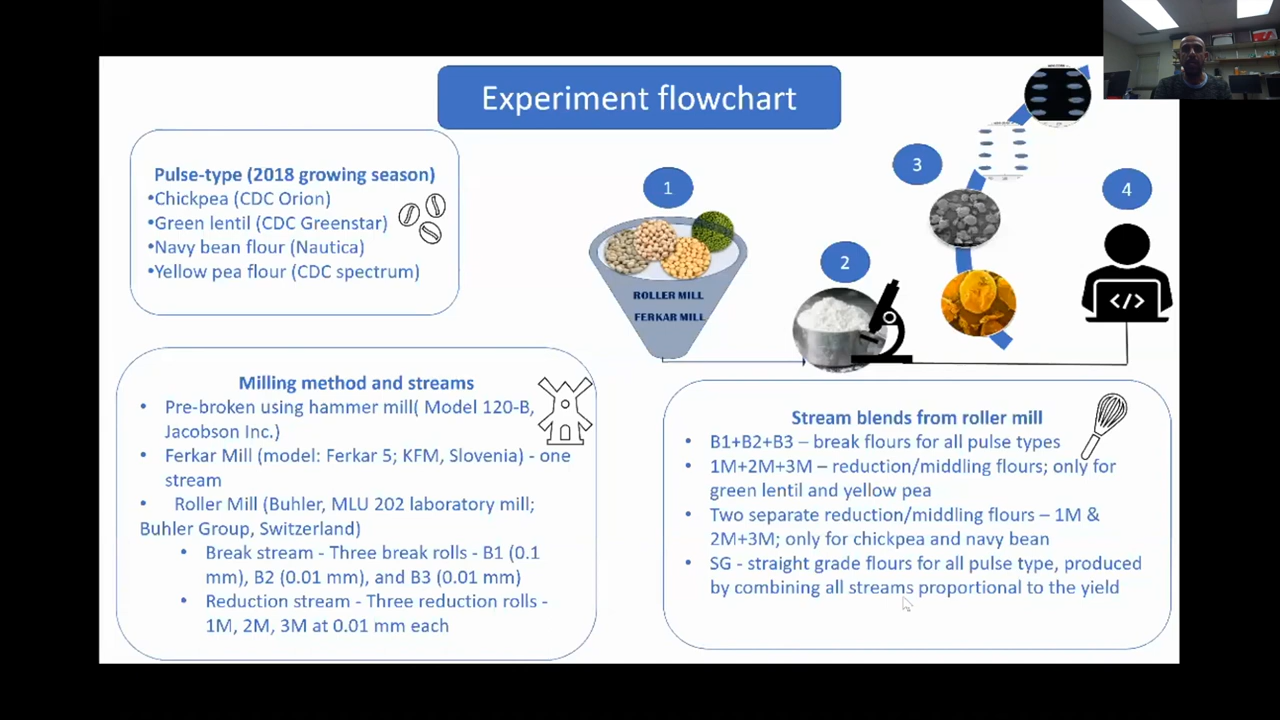 Experiment flowchart
Pulse-type (2018 growing season)
•Chickpea (CDC Orion)
•Green lentil (CDC Greenstar)
•Navy bean flour (Nautica)
•Yellow pea flour (CDC spectrum)
1
2
3
4
ROLLER MILL
FERKAR MILL
</>
Milling method and streams
• Pre-broken using hammer mill( Model 120-B,
Jacobson Inc.)
• Ferkar Mill (model: Ferkar 5; KFM, Slovenia) - one
stream
• Roller Mill (Buhler, MLU 202 laboratory mill;
Buhler Group, Switzerland)
• Break stream - Three break rolls - B1 (0.1
mm), B2 (0.01 mm), and B3 (0.01 mm)
• Reduction stream - Three reduction rolls -
1M, 2M, 3M at 0.01 mm each
Stream blends from roller mill
• B1+B2+B3 – break flours for all pulse types
• 1M+2M+3M – reduction/middling flours; only for
green lentil and yellow pea
• Two separate reduction/middling flours – 1M &
2M+3M; only for chickpea and navy bean
• SG - straight grade flours for all pulse type, produced
by combining all streams proportional to the yield